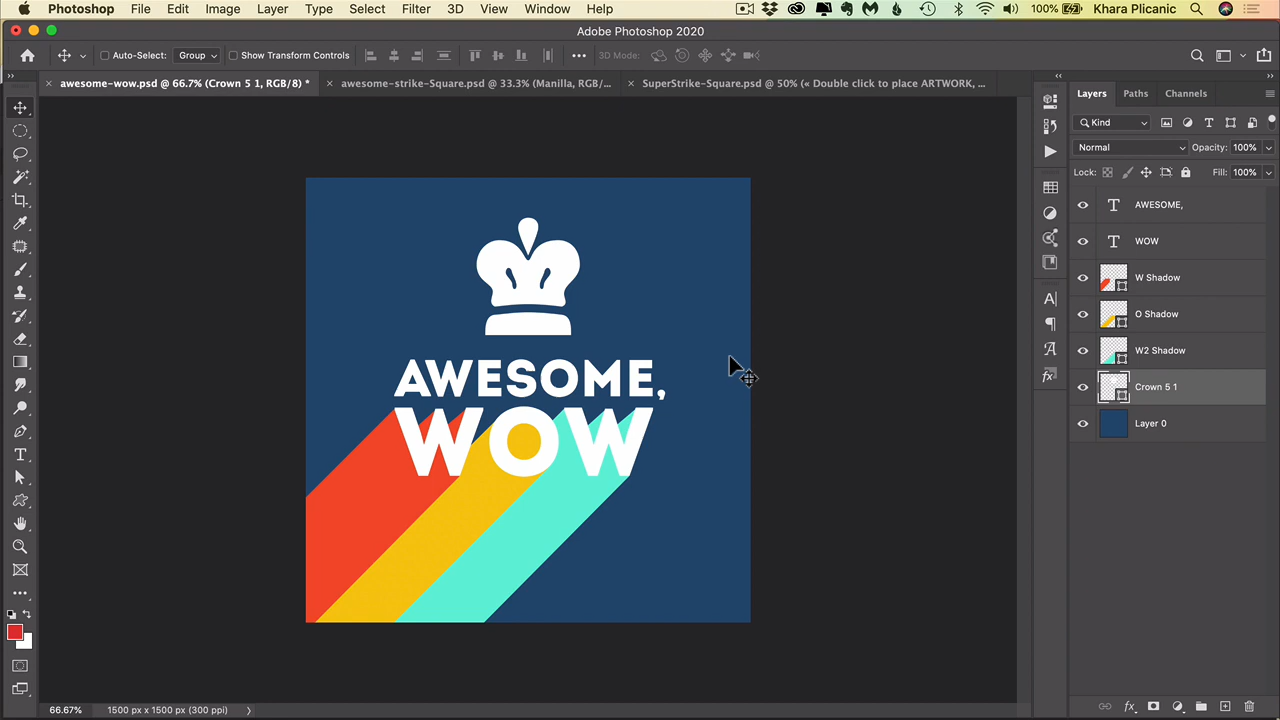 Photoshop File Edit Image Layer Type Select Filter 3D View Window Help 100% Khara Plicanic
Adobe Photoshop 2020
Auto-Select: Group Show Transform Controls 3D Mode:
awesome-wow.psd @ 66.7% (Crown 5 1, RGB/8) * awesome-strike-Square.psd @ 33.3% (Manilla, RGB/... SuperStrike-Square.psd @ 50% (« Double click to place ARTWORK, ...
Layers Paths Channels
Kind
Normal Opacity: 100%
Lock: Fill: 100%
AWESOME,
WOW
W Shadow
O Shadow
W2 Shadow
Crown 5 1
Layer 0
AWESOME,
WOW
66.67% 1500 px x 1500 px (300 ppi)